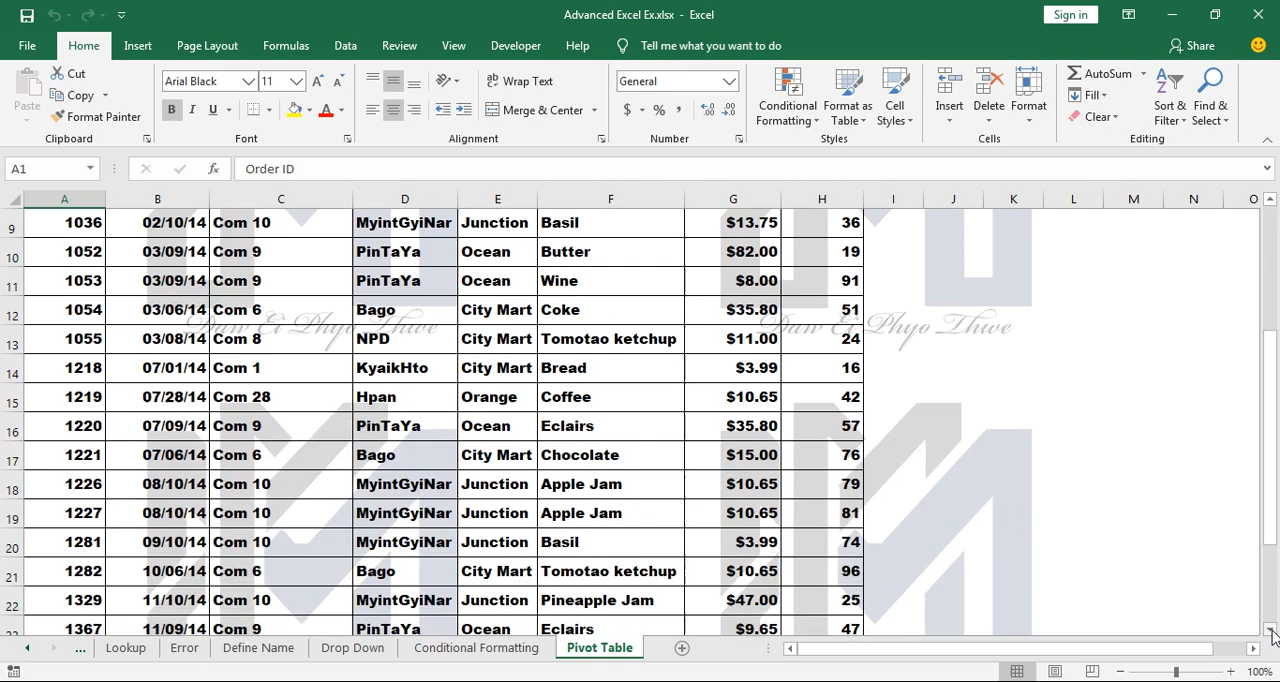 Advanced Excel Ex.xlsx - Excel
Sign in
File Home Insert Page Layout Formulas Data Review View Developer Help Tell me what you want to do Share
Paste Cut Copy Format Painter Clipboard
Arial Black 11 A A B I U A Font
Wrap Text Merge & Center Alignment
General $ % , Number
Conditional Formatting Format as Table Cell Styles Styles
Insert Delete Format Cells
AutoSum Fill Clear Sort & Filter Find & Select Editing
A1 fx Order ID
A B C D E F G H I J K L M N O
9 1036 02/10/14 Com 10 MyintGyiNar Junction Basil $13.75 36
10 1052 03/09/14 Com 9 PinTaYa Ocean Butter $82.00 19
11 1053 03/09/14 Com 9 PinTaYa Ocean Wine $8.00 91
12 1054 03/06/14 Com 6 Bago City Mart Coke $35.80 51
Daw Ei Phyo Thwe Daw Ei Phyo Thwe
13 1055 03/08/14 Com 8 NPD City Mart Tomotao ketchup $11.00 24
14 1218 07/01/14 Com 1 KyaikHto City Mart Bread $3.99 16
15 1219 07/28/14 Com 28 Hpan Orange Coffee $10.65 42
16 1220 07/09/14 Com 9 PinTaYa Ocean Eclairs $35.80 57
17 1221 07/06/14 Com 6 Bago City Mart Chocolate $15.00 76
18 1226 08/10/14 Com 10 MyintGyiNar Junction Apple Jam $10.65 79
19 1227 08/10/14 Com 10 MyintGyiNar Junction Apple Jam $10.65 81
20 1281 09/10/14 Com 10 MyintGyiNar Junction Basil $3.99 74
21 1282 10/06/14 Com 6 Bago City Mart Tomotao ketchup $10.65 96
22 1329 11/10/14 Com 10 MyintGyiNar Junction Pineapple Jam $47.00 25
23 1367 11/09/14 Com 9 PinTaYa Ocean Eclairs $9.65 47
... Lookup Error Define Name Drop Down Conditional Formatting Pivot Table
100%